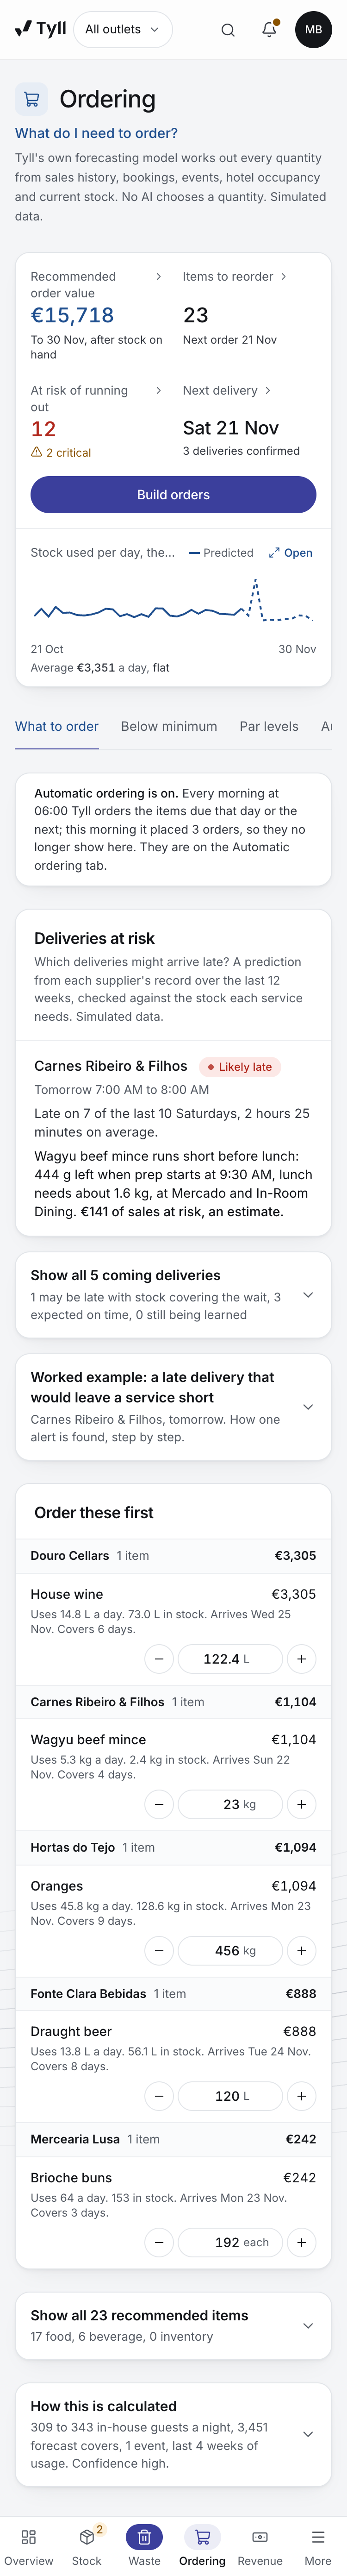 Tyll
All outlets
MB
Ordering
What do I need to order?
Tyll's own forecasting model works out every quantity
from sales history, bookings, events, hotel occupancy
and current stock. No AI chooses a quantity. Simulated
data.
Recommended
order value
€15,718
To 30 Nov, after stock on
hand
Items to reorder
23
Next order 21 Nov
At risk of running
out
12
2 critical
Next delivery
Sat 21 Nov
3 deliveries confirmed
Build orders
Stock used per day, the...
Predicted
Open
21 Oct
30 Nov
Average €3,351 a day, flat
What to order
Below minimum
Par levels
Automatic ordering is on. Every morning at
06:00 Tyll orders the items due that day or the
next; this morning it placed 3 orders, so they no
longer show here. They are on the Automatic
ordering tab.
Deliveries at risk
Which deliveries might arrive late? A prediction
from each supplier's record over the last 12
weeks, checked against the stock each service
needs. Simulated data.
Carnes Ribeiro & Filhos
Likely late
Tomorrow 7:00 AM to 8:00 AM
Late on 7 of the last 10 Saturdays, 2 hours 25
minutes on average.
Wagyu beef mince runs short before lunch:
444 g left when prep starts at 9:30 AM, lunch
needs about 1.6 kg, at Mercado and In-Room
Dining. €141 of sales at risk, an estimate.
Show all 5 coming deliveries
1 may be late with stock covering the wait, 3
expected on time, 0 still being learned
Worked example: a late delivery that
would leave a service short
Carnes Ribeiro & Filhos, tomorrow. How one
alert is found, step by step.
Order these first
Douro Cellars 1 item €3,305
House wine €3,305
Uses 14.8 L a day. 73.0 L in stock. Arrives Wed 25
Nov. Covers 6 days.
122.4 L
Carnes Ribeiro & Filhos 1 item €1,104
Wagyu beef mince €1,104
Uses 5.3 kg a day. 2.4 kg in stock. Arrives Sun 22
Nov. Covers 4 days.
23 kg
Hortas do Tejo 1 item €1,094
Oranges €1,094
Uses 45.8 kg a day. 128.6 kg in stock. Arrives Mon 23
Nov. Covers 9 days.
456 kg
Fonte Clara Bebidas 1 item €888
Draught beer €888
Uses 13.8 L a day. 56.1 L in stock. Arrives Tue 24 Nov.
Covers 8 days.
120 L
Mercearia Lusa 1 item €242
Brioche buns €242
Uses 64 a day. 153 in stock. Arrives Mon 23 Nov.
Covers 3 days.
192 each
Show all 23 recommended items
17 food, 6 beverage, 0 inventory
How this is calculated
309 to 343 in-house guests a night, 3,451
forecast covers, 1 event, last 4 weeks of
usage. Confidence high.
2
Overview
Stock
Waste
Ordering
Revenue
More